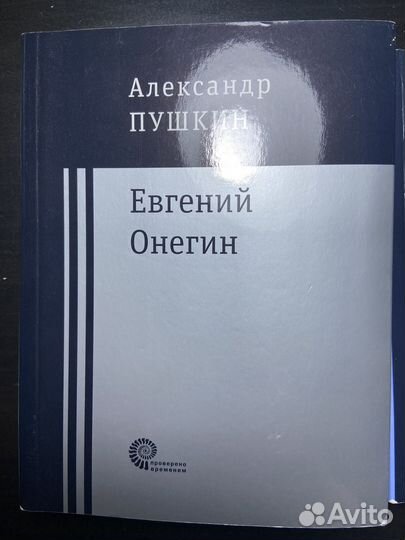 Александр
ПУШКИН
Евгений
Онегин
проверено
временем
Avito